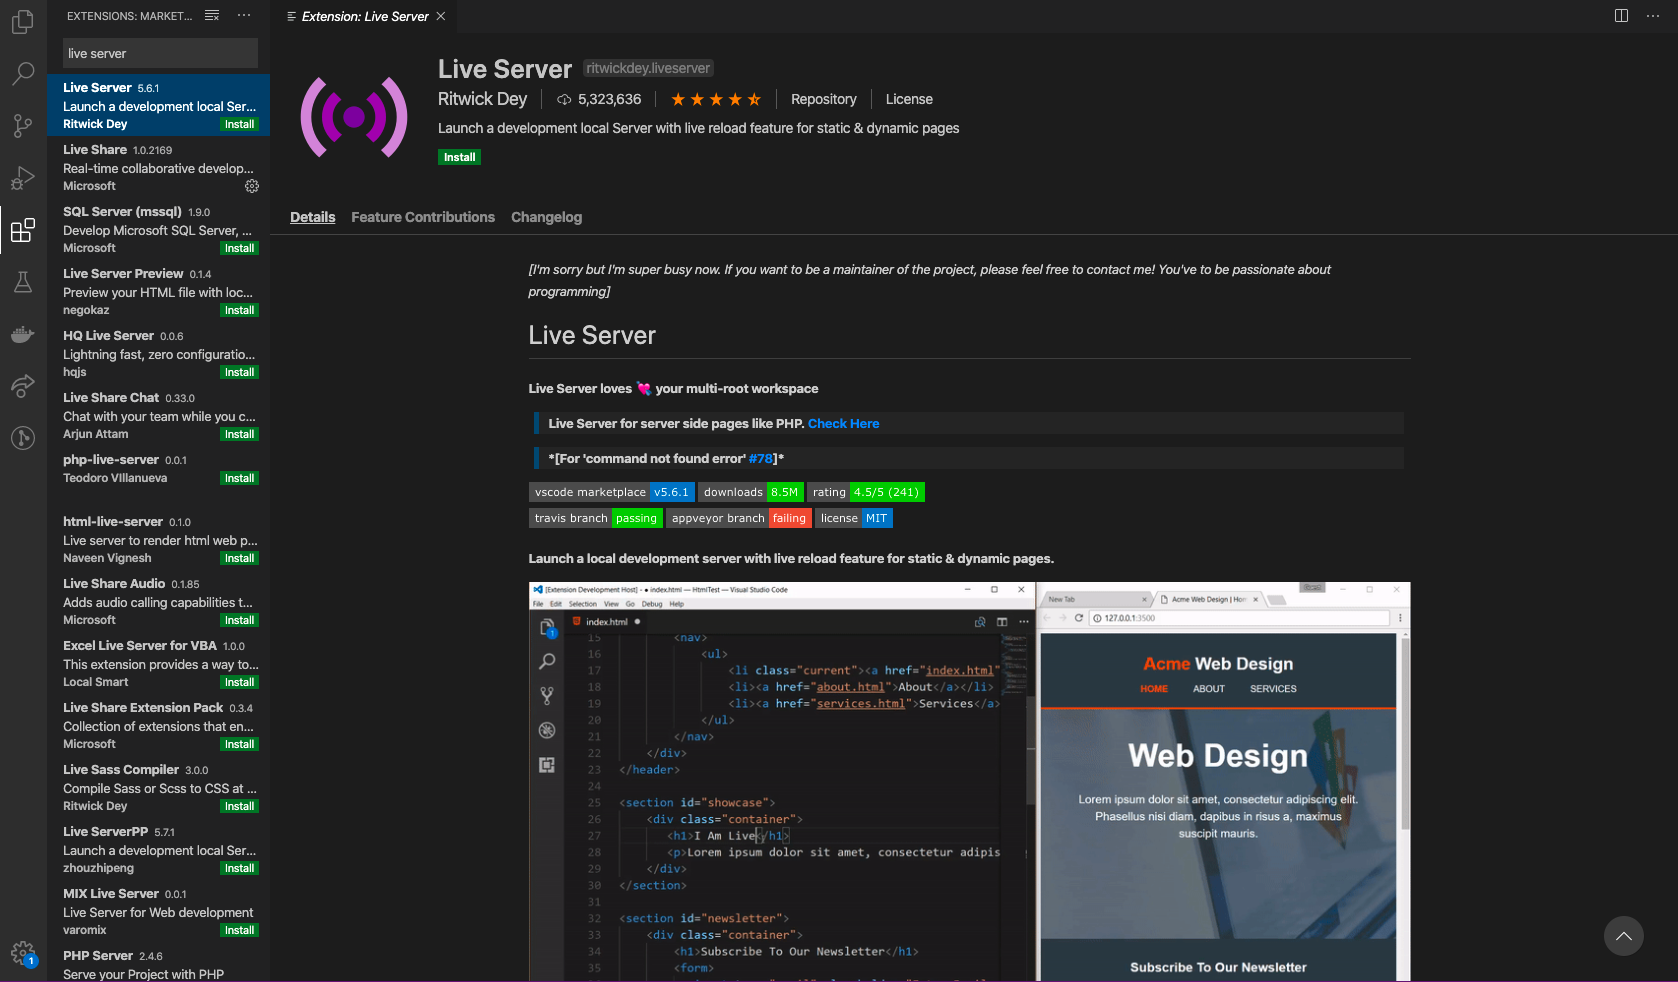 EXTENSIONS: MARKET...
live server
Live Server 5.6.1
Launch a development local Ser...
Ritwick Dey Install
Live Share 1.0.2169
Real-time collaborative develop...
Microsoft
SQL Server (mssql) 1.9.0
Develop Microsoft SQL Server, ...
Microsoft Install
Live Server Preview 0.1.4
Preview your HTML file with loc...
negokaz Install
HQ Live Server 0.0.6
Lightning fast, zero configuratio...
hqjs Install
Live Share Chat 0.33.0
Chat with your team while you c...
Arjun Attam Install
php-live-server 0.0.1
Teodoro VIllanueva Install
html-live-server 0.1.0
Live server to render html web p...
Naveen Vignesh Install
Live Share Audio 0.1.85
Adds audio calling capabilities t...
Microsoft Install
Excel Live Server for VBA 1.0.0
This extension provides a way to...
Local Smart Install
Live Share Extension Pack 0.3.4
Collection of extensions that en...
Microsoft Install
Live Sass Compiler 3.0.0
Compile Sass or Scss to CSS at ...
Ritwick Dey Install
Live ServerPP 5.7.1
Launch a development local Ser...
zhouzhipeng Install
MIX Live Server 0.0.1
Live Server for Web development
varomix Install
PHP Server 2.4.6
Serve your Project with PHP
1
Extension: Live Server
Live Server ritwickdey.liveserver
Ritwick Dey 5,323,636 Repository License
Launch a development local Server with live reload feature for static & dynamic pages
Install
Details Feature Contributions Changelog
[I'm sorry but I'm super busy now. If you want to be a maintainer of the project, please feel free to contact me! You've to be passionate about
programming]
Live Server
Live Server loves 💘 your multi-root workspace
Live Server for server side pages like PHP. Check Here
*[For 'command not found error' #78]*
vscode marketplace v5.6.1 downloads 8.5M rating 4.5/5 (241)
travis branch passing appveyor branch failing license MIT
Launch a local development server with live reload feature for static & dynamic pages.
[Extension Development Host] - • index.html — HtmlTest — Visual Studio Code
File Edit Selection View Go Debug Help
1
index.html
15 <nav>
16 <ul>
17 <li class="current"><a href="index.html"
18 <li><a href="about.html">About</a></li>
19 <li><a href="services.html">Services</a>
20 </ul>
21 </nav>
22 </div>
23 </header>
24
25 <section id="showcase">
26 <div class="container">
27 <h1>I Am Live</h1>
28 <p>Lorem ipsum dolor sit amet, consectetur adipis
29 </div>
30 </section>
31
32 <section id="newsletter">
33 <div class="container">
34 <h1>Subscribe To Our Newsletter</h1>
35 <form>
New Tab Acme Web Design | Hom
127.0.0.1:3500
Acme Web Design
HOME ABOUT SERVICES
Web Design
Lorem ipsum dolor sit amet, consectetur adipiscing elit.
Phasellus nisi diam, dapibus in risus a, maximus
suscipit mauris.
Subscribe To Our Newsletter